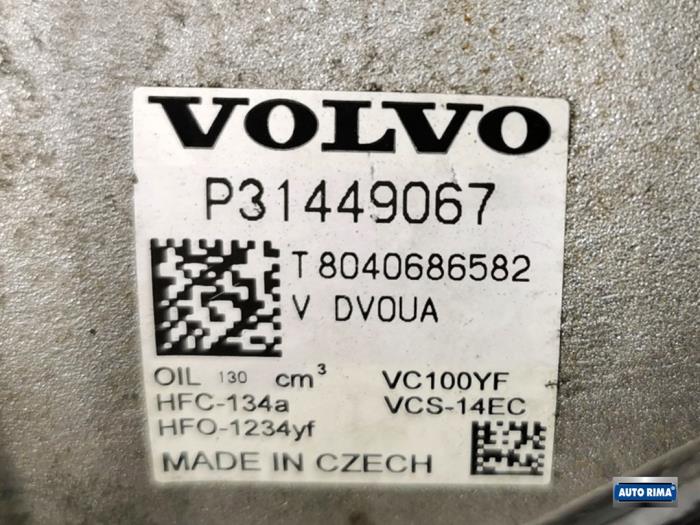 VOLVO
P31449067
T 8040686582
V DVOUA
OIL 130 cm³ VC100YF
HFC-134a VCS-14EC
HFO-1234yf
MADE IN CZECH
AUTO RIMA®